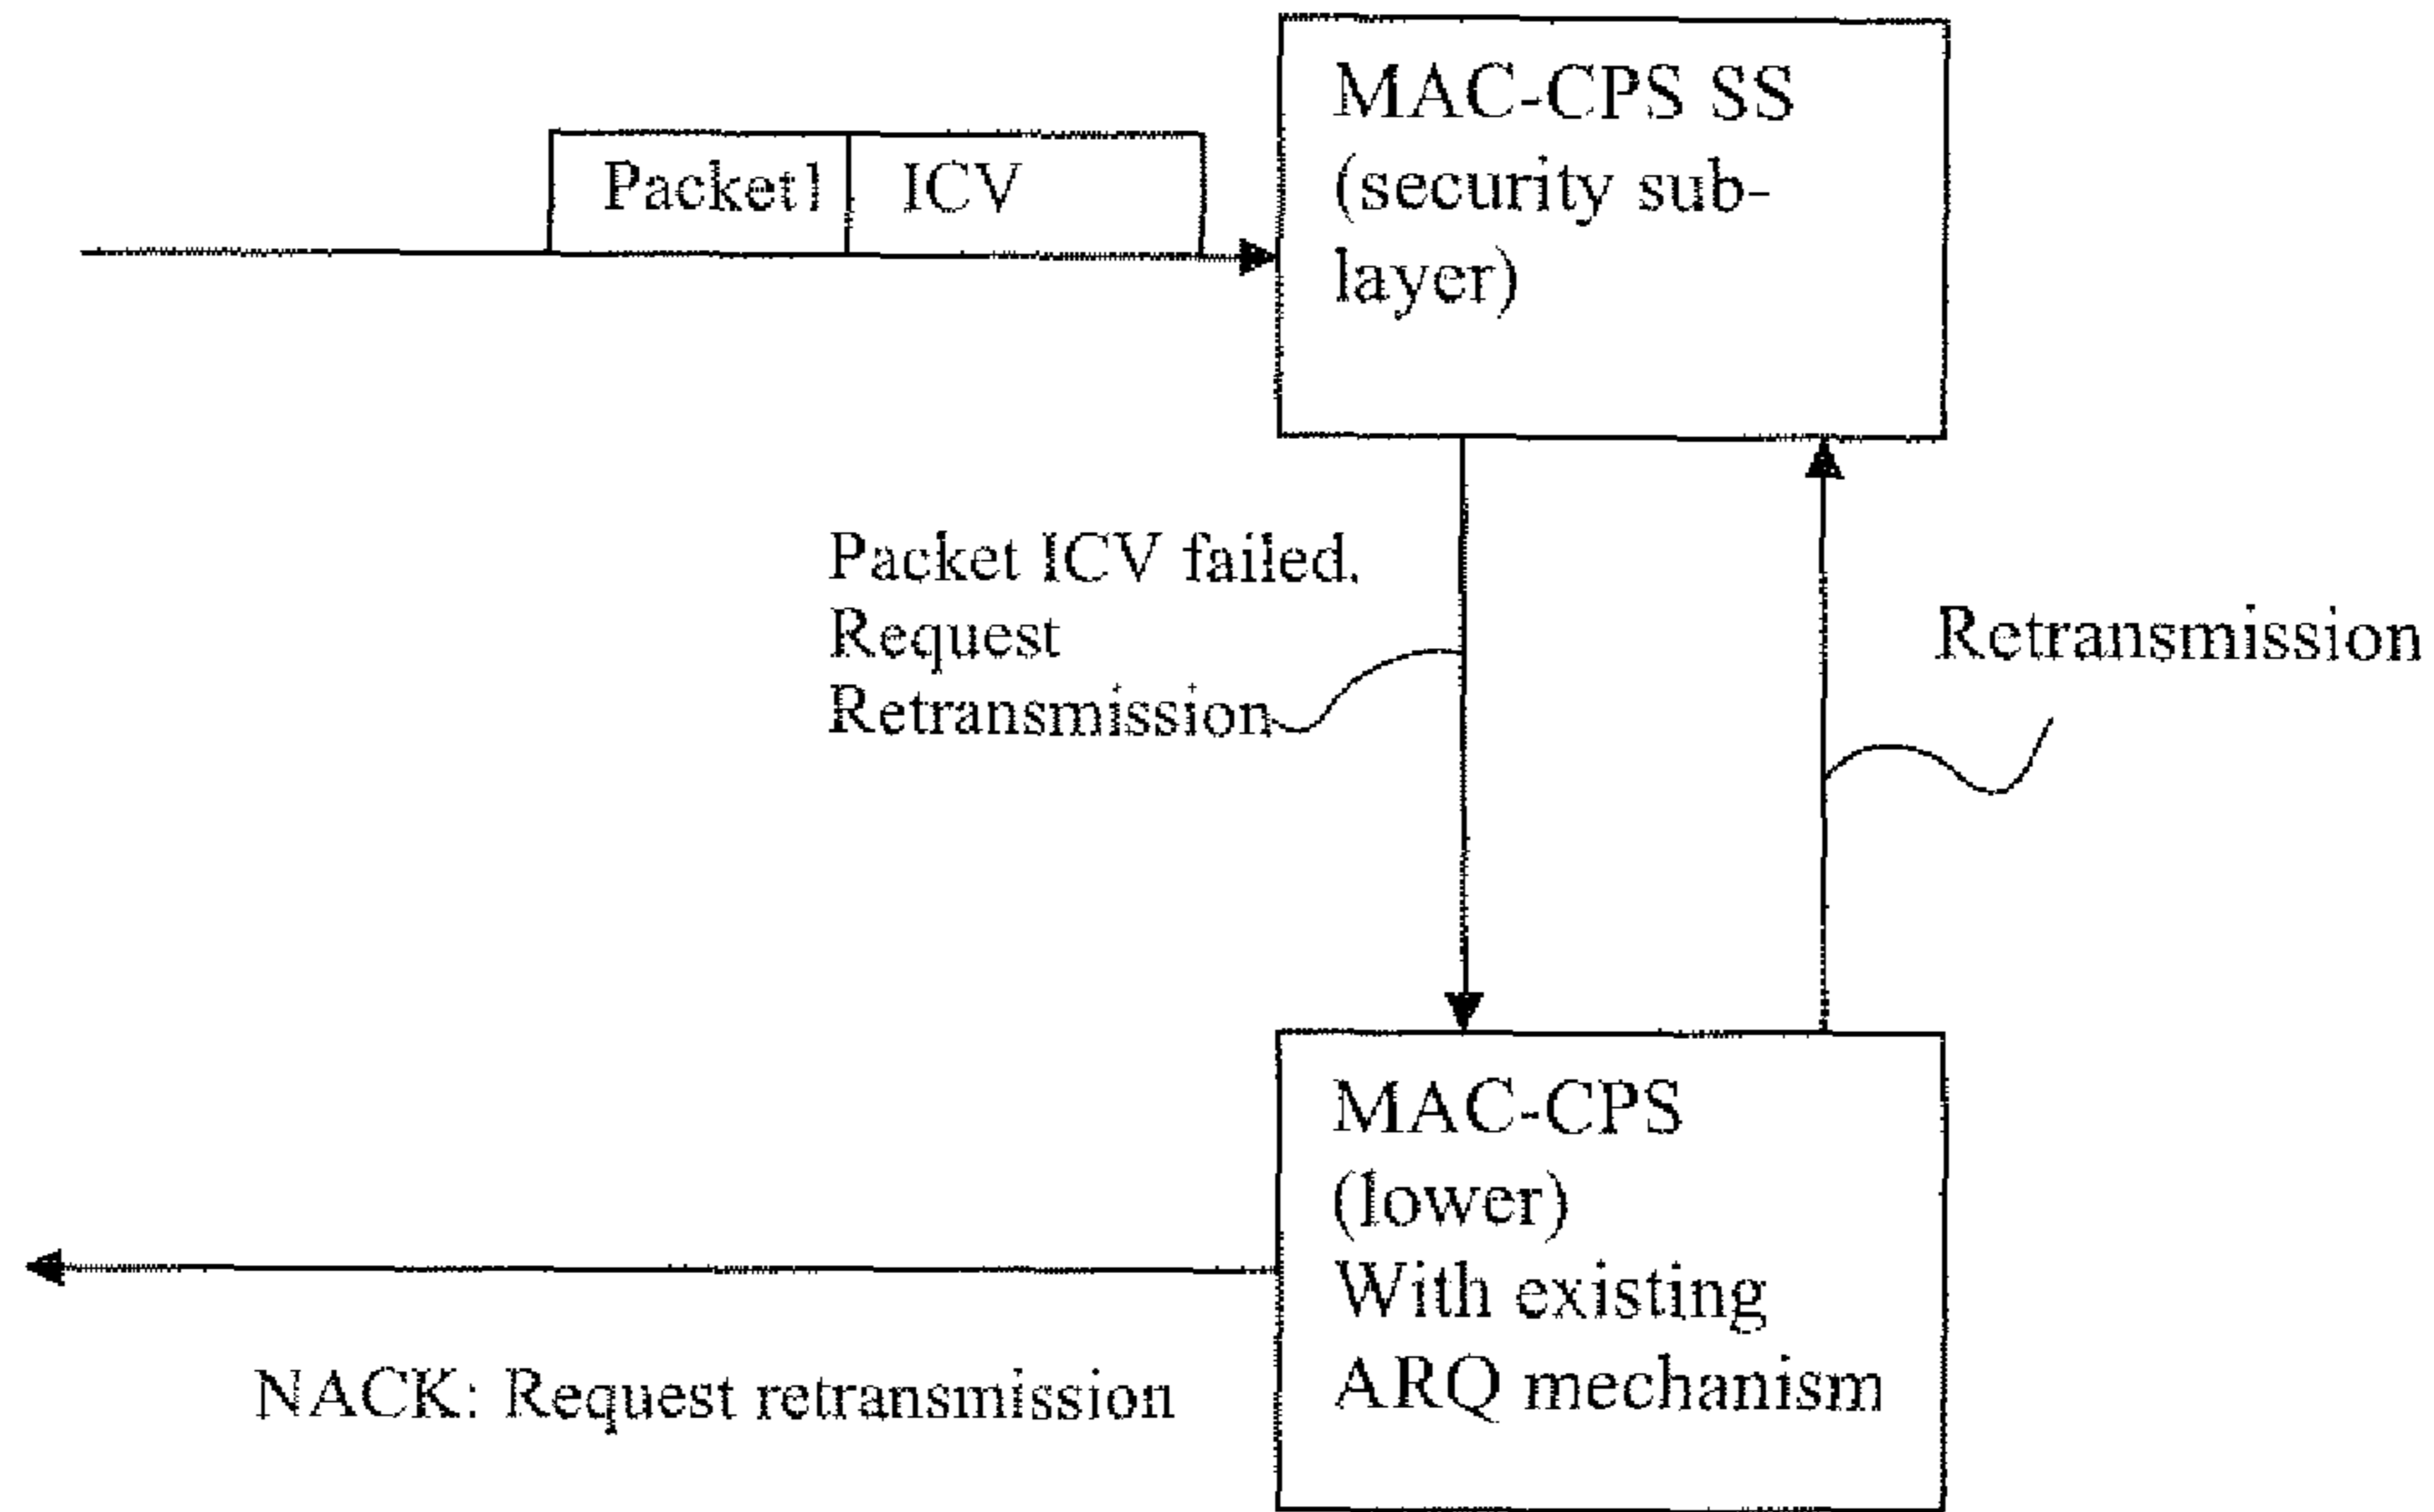 MAC-CPS SS
(security sub-
layer)
Packet1
ICV
Packet ICV failed.
Request
Retransmission
Retransmission
MAC-CPS
(lower)
With existing
ARQ mechanism
NACK: Request retransmission